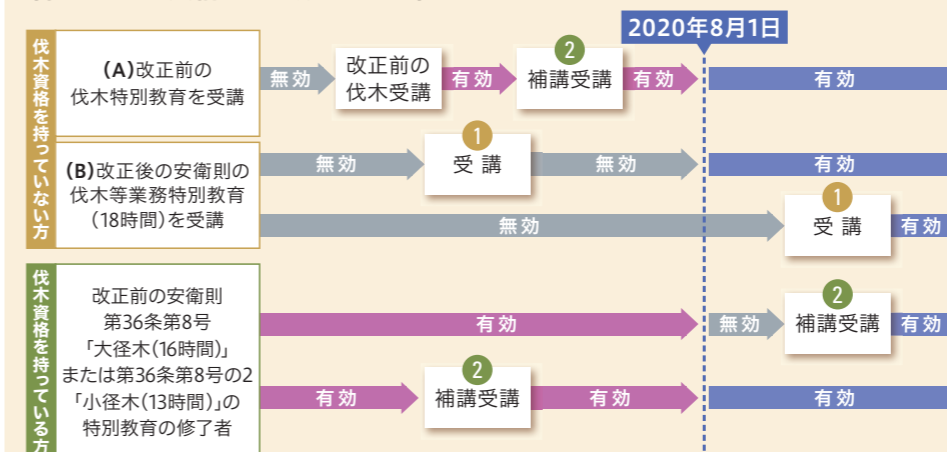 2020年8月1日
伐木資格を持っていない方
(A)改正前の
伐木特別教育を受講
無効
改正前の
伐木受講
有効
2
補講受講
有効
有効
(B)改正後の安衛則の
伐木等業務特別教育
(18時間)を受講
無効
1
受 講
無効
有効
無効
1
受 講
有効
伐木資格を持っている方
改正前の安衛則
第36条第8号
「大径木(16時間)」
または第36条第8号の2
「小径木(13時間)」の
特別教育の修了者
有効
無効
2
補講受講
有効
有効
2
補講受講
有効
有効